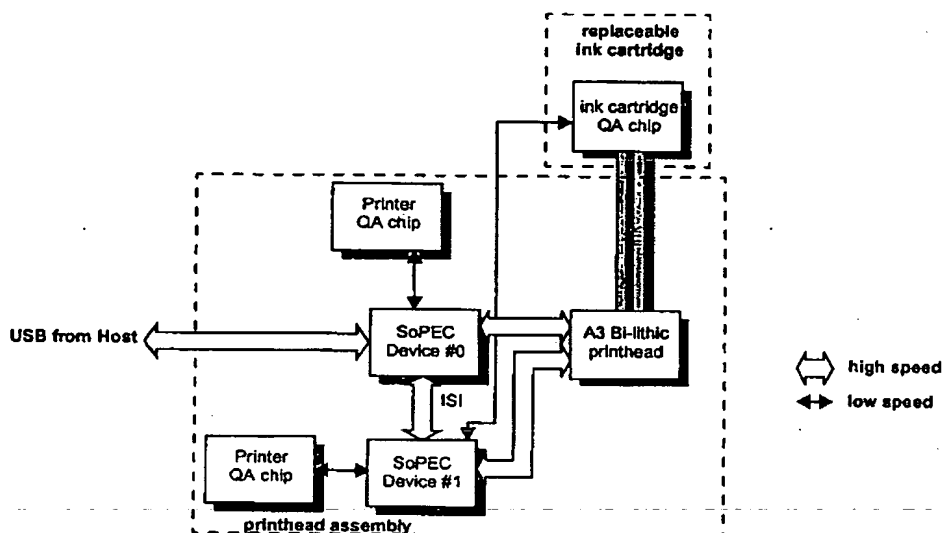 replaceable
ink cartridge
ink cartridge
QA chip
Printer
QA chip
USB from Host
SoPEC
Device #0
A3 Bi-lithic
printhead
high speed
low speed
ISI
Printer
QA chip
SoPEC
Device #1
printhead assembly